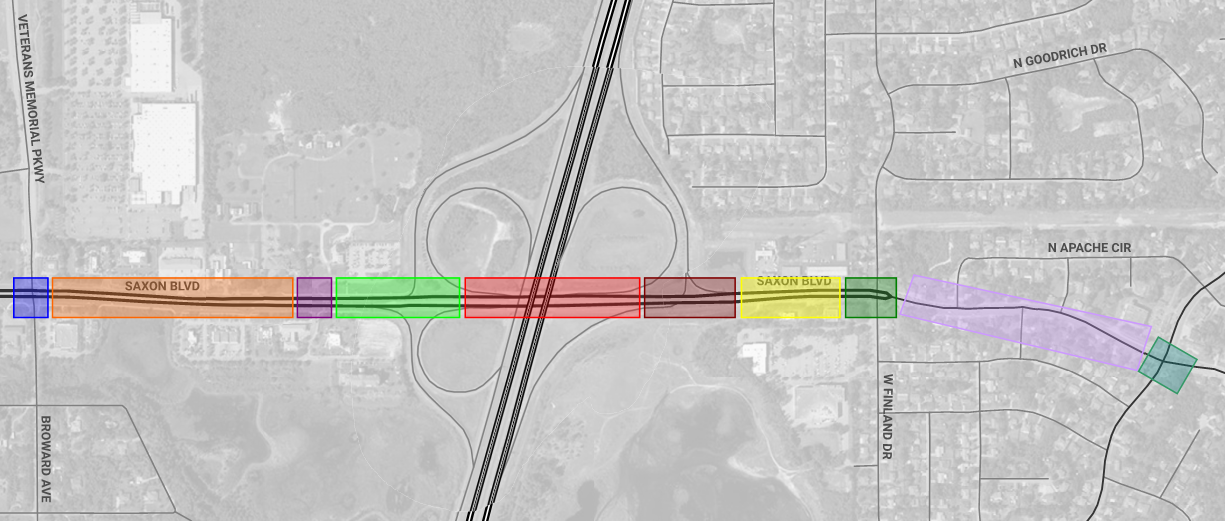 VETERANS MEMORIAL PKWY
N GOODRICH DR
N APACHE CIR
SAXON BLVD
SAXON BLVD
W FINLAND DR
BROWARD AVE